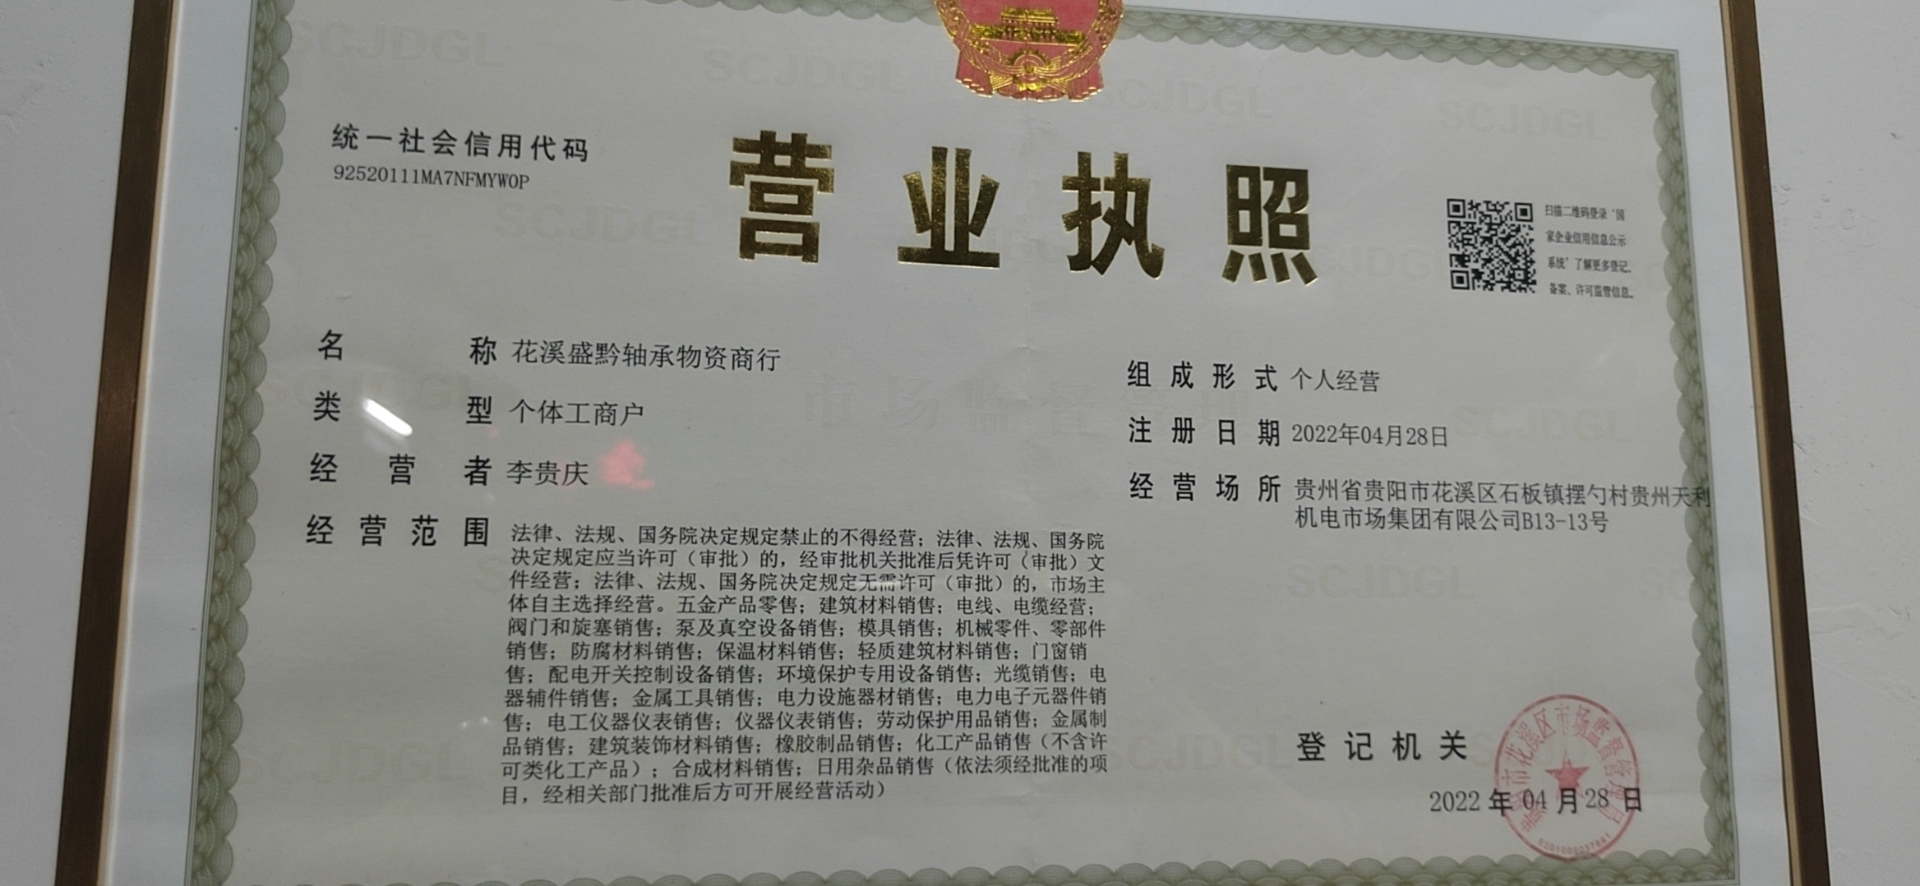 统一社会信用代码
92520111MA7NFMYW0P
营业执照
扫描二维码登录‘国
家企业信用信息公示
系统’了解更多登记、
备案、许可监管信息。
名称 花溪盛黔轴承物资商行
类型 个体工商户
经营者 李贵庆
经营范围 法律、法规、国务院决定规定禁止的不得经营；法律、法规、国务院
决定规定应当许可（审批）的，经审批机关批准后凭许可（审批）文
件经营；法律、法规、国务院决定规定无需许可（审批）的，市场主
体自主选择经营。五金产品零售；建筑材料销售；电线、电缆经营；
阀门和旋塞销售；泵及真空设备销售；模具销售；机械零件、零部件
销售；防腐材料销售；保温材料销售；轻质建筑材料销售；门窗销
售；配电开关控制设备销售；环境保护专用设备销售；光缆销售；电
器辅件销售；金属工具销售；电力设施器材销售；电力电子元器件销
售；电工仪器仪表销售；仪器仪表销售；劳动保护用品销售；金属制
品销售；建筑装饰材料销售；橡胶制品销售；化工产品销售（不含许
可类化工产品）；合成材料销售；日用杂品销售（依法须经批准的项
目，经相关部门批准后方可开展经营活动）
组成形式 个人经营
注册日期 2022年04月28日
经营场所 贵州省贵阳市花溪区石板镇摆勺村贵州天利
机电市场集团有限公司B13-13号
登记机关
2022年04月28日
市花溪区市场监督管理局
SCJDGL
市场监督管理